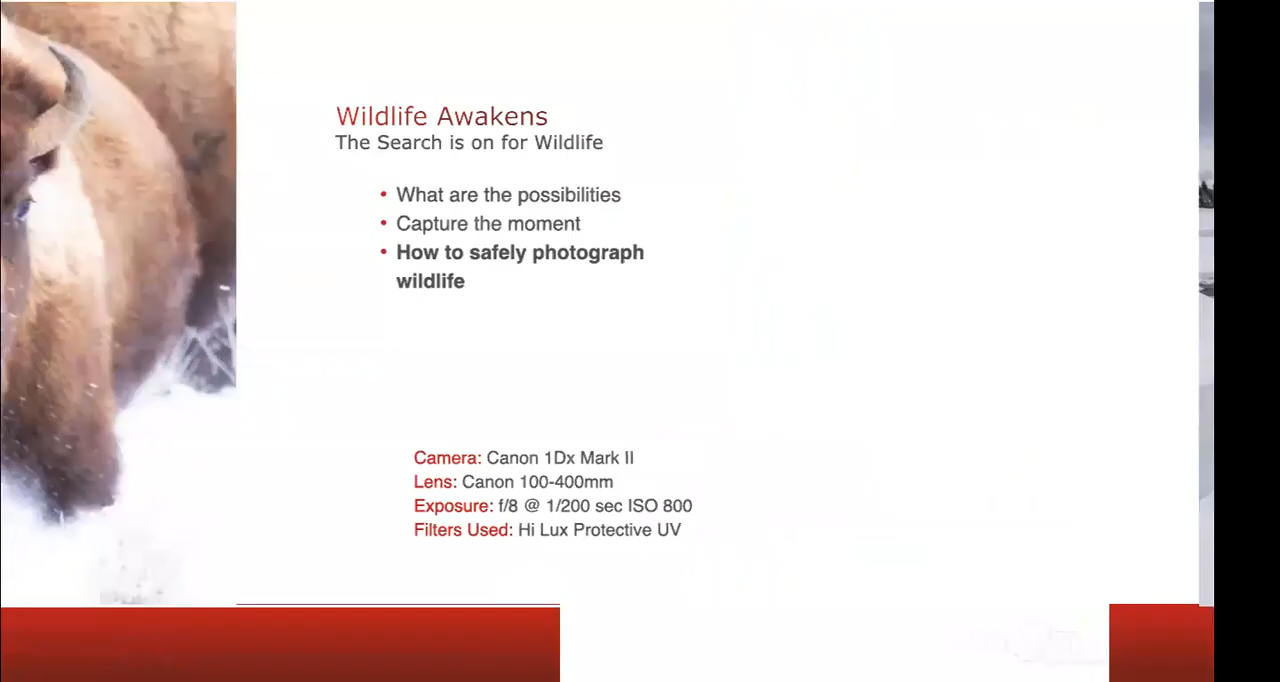 Wildlife Awakens
The Search is on for Wildlife
• What are the possibilities
• Capture the moment
• How to safely photograph
wildlife
Camera: Canon 1Dx Mark II
Lens: Canon 100-400mm
Exposure: f/8 @ 1/200 sec ISO 800
Filters Used: Hi Lux Protective UV